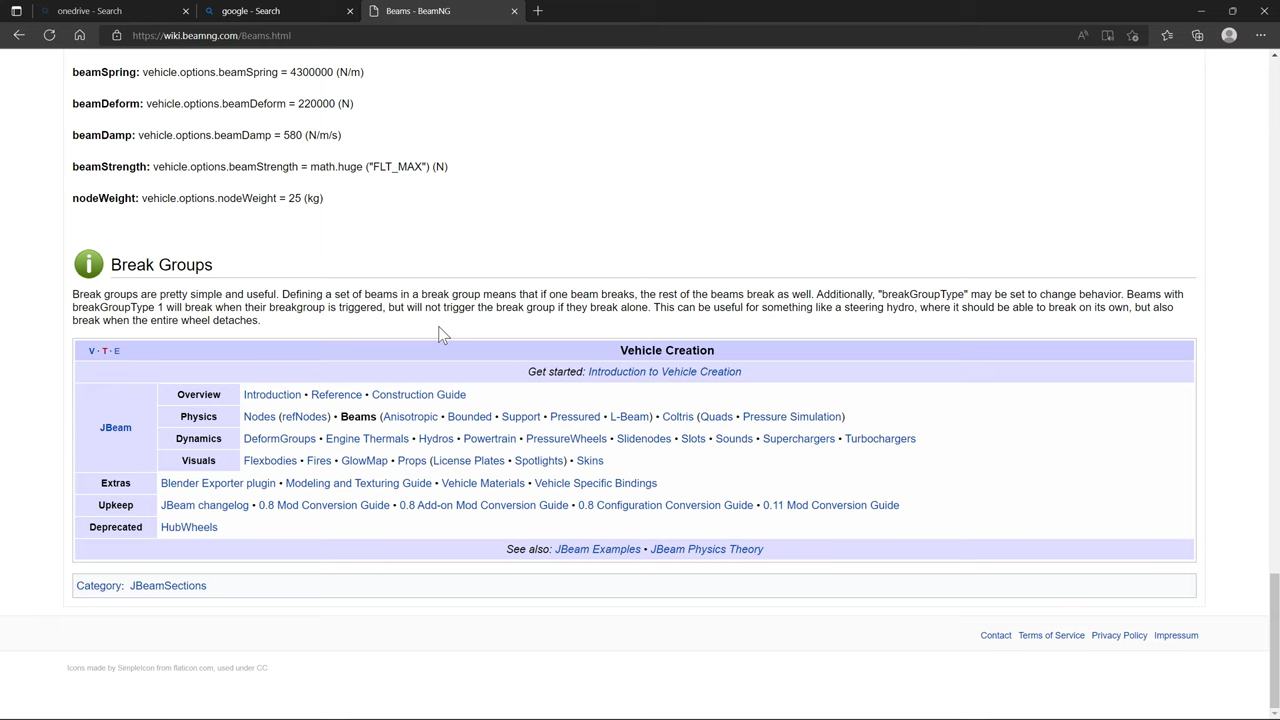 onedrive - Search
google - Search
Beams - BeamNG
https://wiki.beamng.com/Beams.html
beamSpring: vehicle.options.beamSpring = 4300000 (N/m)
beamDeform: vehicle.options.beamDeform = 220000 (N)
beamDamp: vehicle.options.beamDamp = 580 (N/m/s)
beamStrength: vehicle.options.beamStrength = math.huge ("FLT_MAX") (N)
nodeWeight: vehicle.options.nodeWeight = 25 (kg)
Break Groups
Break groups are pretty simple and useful. Defining a set of beams in a break group means that if one beam breaks, the rest of the beams break as well. Additionally, "breakGroupType" may be set to change behavior. Beams with
breakGroupType 1 will break when their breakgroup is triggered, but will not trigger the break group if they break alone. This can be useful for something like a steering hydro, where it should be able to break on its own, but also
break when the entire wheel detaches.
V · T · E
Vehicle Creation
Get started: Introduction to Vehicle Creation
JBeam
Overview
Introduction • Reference • Construction Guide
Physics
Nodes (refNodes) • Beams (Anisotropic • Bounded • Support • Pressured • L-Beam) • Coltris (Quads • Pressure Simulation)
Dynamics
DeformGroups • Engine Thermals • Hydros • Powertrain • PressureWheels • Slidenodes • Slots • Sounds • Superchargers • Turbochargers
Visuals
Flexbodies • Fires • GlowMap • Props (License Plates • Spotlights) • Skins
Extras
Blender Exporter plugin • Modeling and Texturing Guide • Vehicle Materials • Vehicle Specific Bindings
Upkeep
JBeam changelog • 0.8 Mod Conversion Guide • 0.8 Add-on Mod Conversion Guide • 0.8 Configuration Conversion Guide • 0.11 Mod Conversion Guide
Deprecated
HubWheels
See also: JBeam Examples • JBeam Physics Theory
Category: JBeamSections
Contact Terms of Service Privacy Policy Impressum
Icons made by SimpleIcon from flaticon.com, used under CC